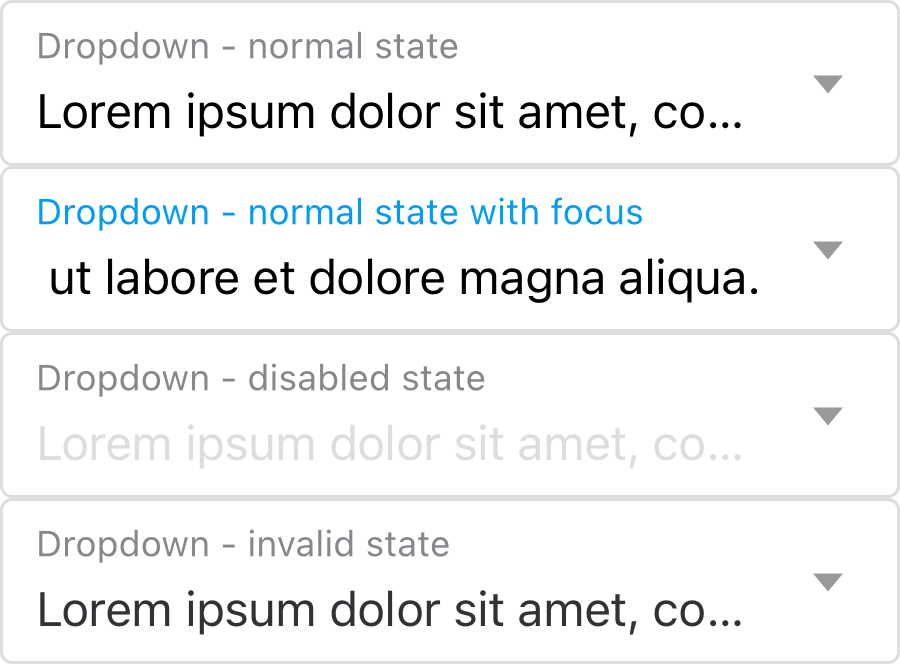 Dropdown - normal state
Lorem ipsum dolor sit amet, co...
Dropdown - normal state with focus
ut labore et dolore magna aliqua.
Dropdown - disabled state
Lorem ipsum dolor sit amet, co...
Dropdown - invalid state
Lorem ipsum dolor sit amet, co...